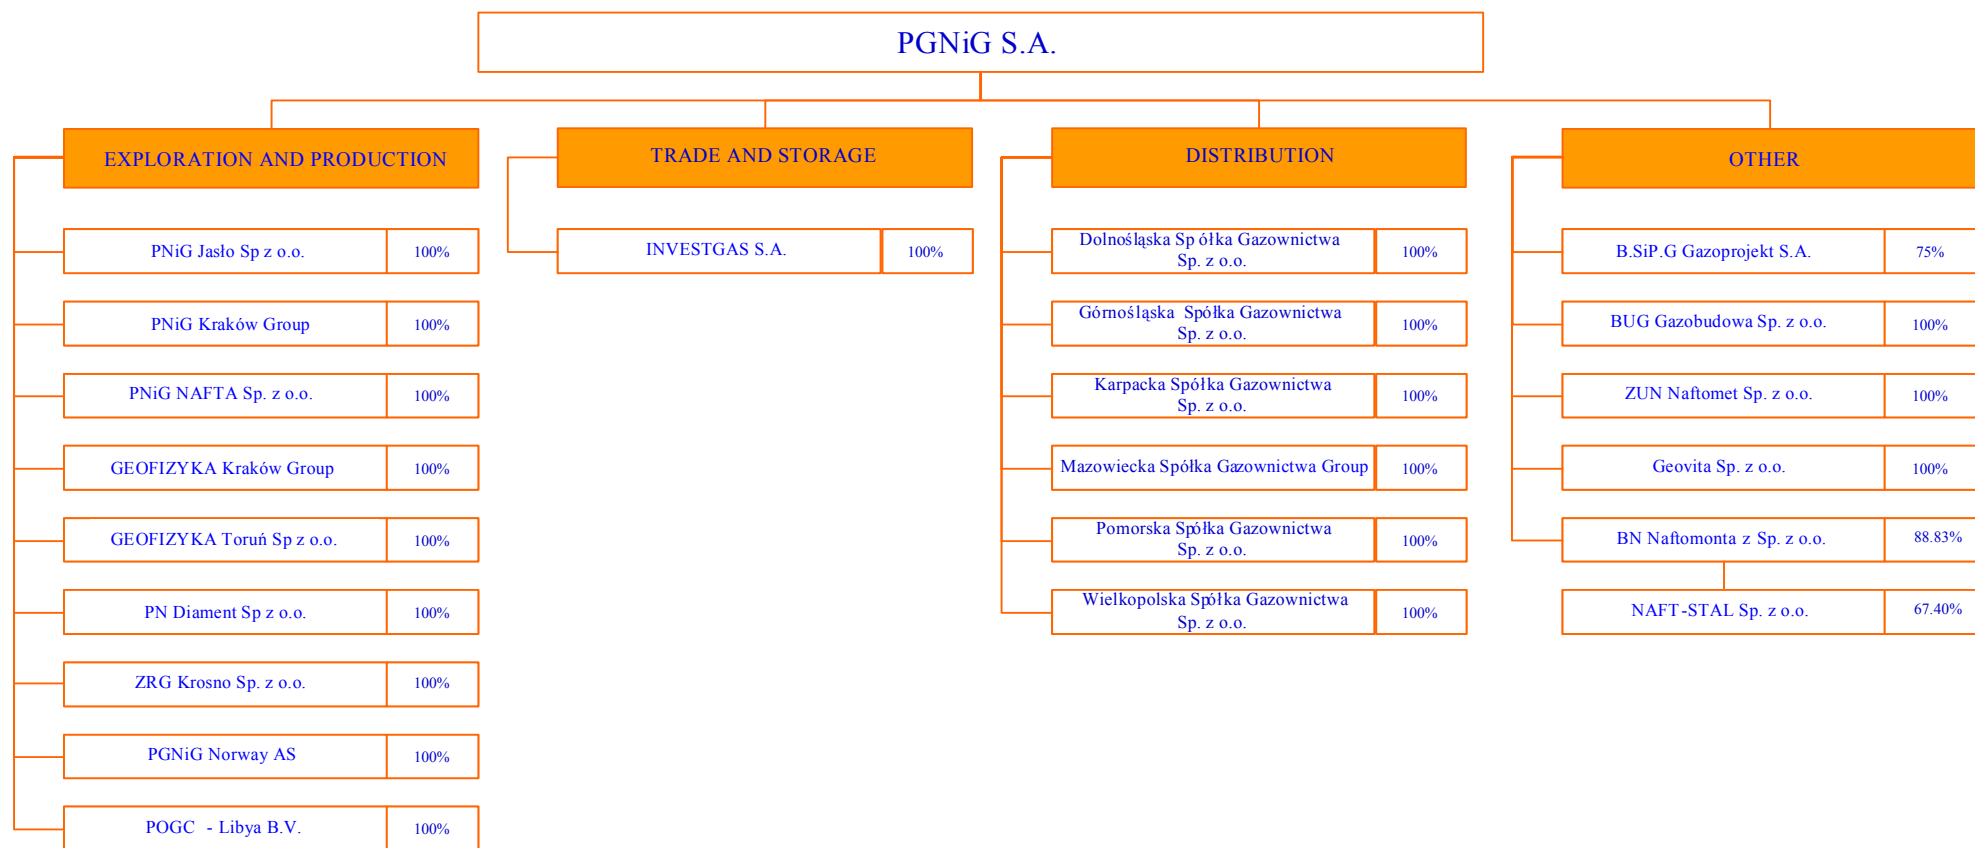 PGNiG S.A.
EXPLORATION AND PRODUCTION
PNiG Jasło Sp z o.o. 100%
PNiG Kraków Group 100%
PNiG NAFTA Sp. z o.o. 100%
GEOFIZYKA Kraków Group 100%
GEOFIZYKA Toruń Sp z o.o. 100%
PN Diament Sp z o.o. 100%
ZRG Krosno Sp. z o.o. 100%
PGNiG Norway AS 100%
POGC - Libya B.V. 100%
TRADE AND STORAGE
INVESTGAS S.A. 100%
DISTRIBUTION
Dolnośląska Sp ółka Gazownictwa
Sp. z o.o. 100%
Górnośląska Spółka Gazownictwa
Sp. z o.o. 100%
Karpacka Spółka Gazownictwa
Sp. z o.o. 100%
Mazowiecka Spółka Gazownictwa Group 100%
Pomorska Spółka Gazownictwa
Sp. z o.o. 100%
Wielkopolska Spółka Gazownictwa
Sp. z o.o. 100%
OTHER
B.SiP.G Gazoprojekt S.A. 75%
BUG Gazobudowa Sp. z o.o. 100%
ZUN Naftomet Sp. z o.o. 100%
Geovita Sp. z o.o. 100%
BN Naftomonta z Sp. z o.o. 88.83%
NAFT-STAL Sp. z o.o. 67.40%